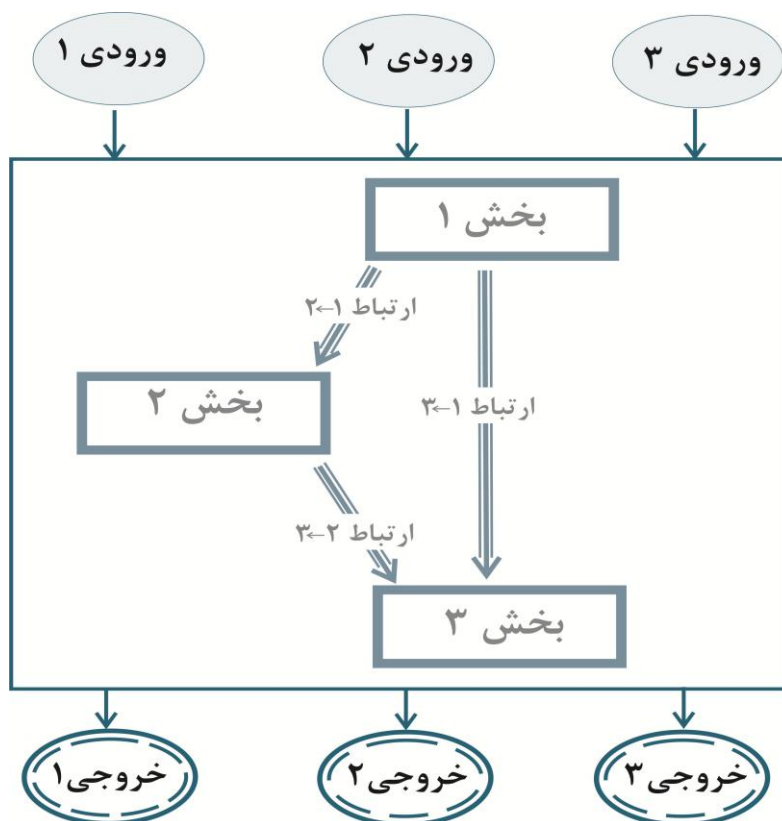 ورودی ۱
ورودی ۲
ورودی ۳
بخش ۱
ارتباط ۱←۲
بخش ۲
ارتباط ۱←۳
ارتباط ۲←۳
بخش ۳
خروجی۱
خروجی۲
خروجی۳